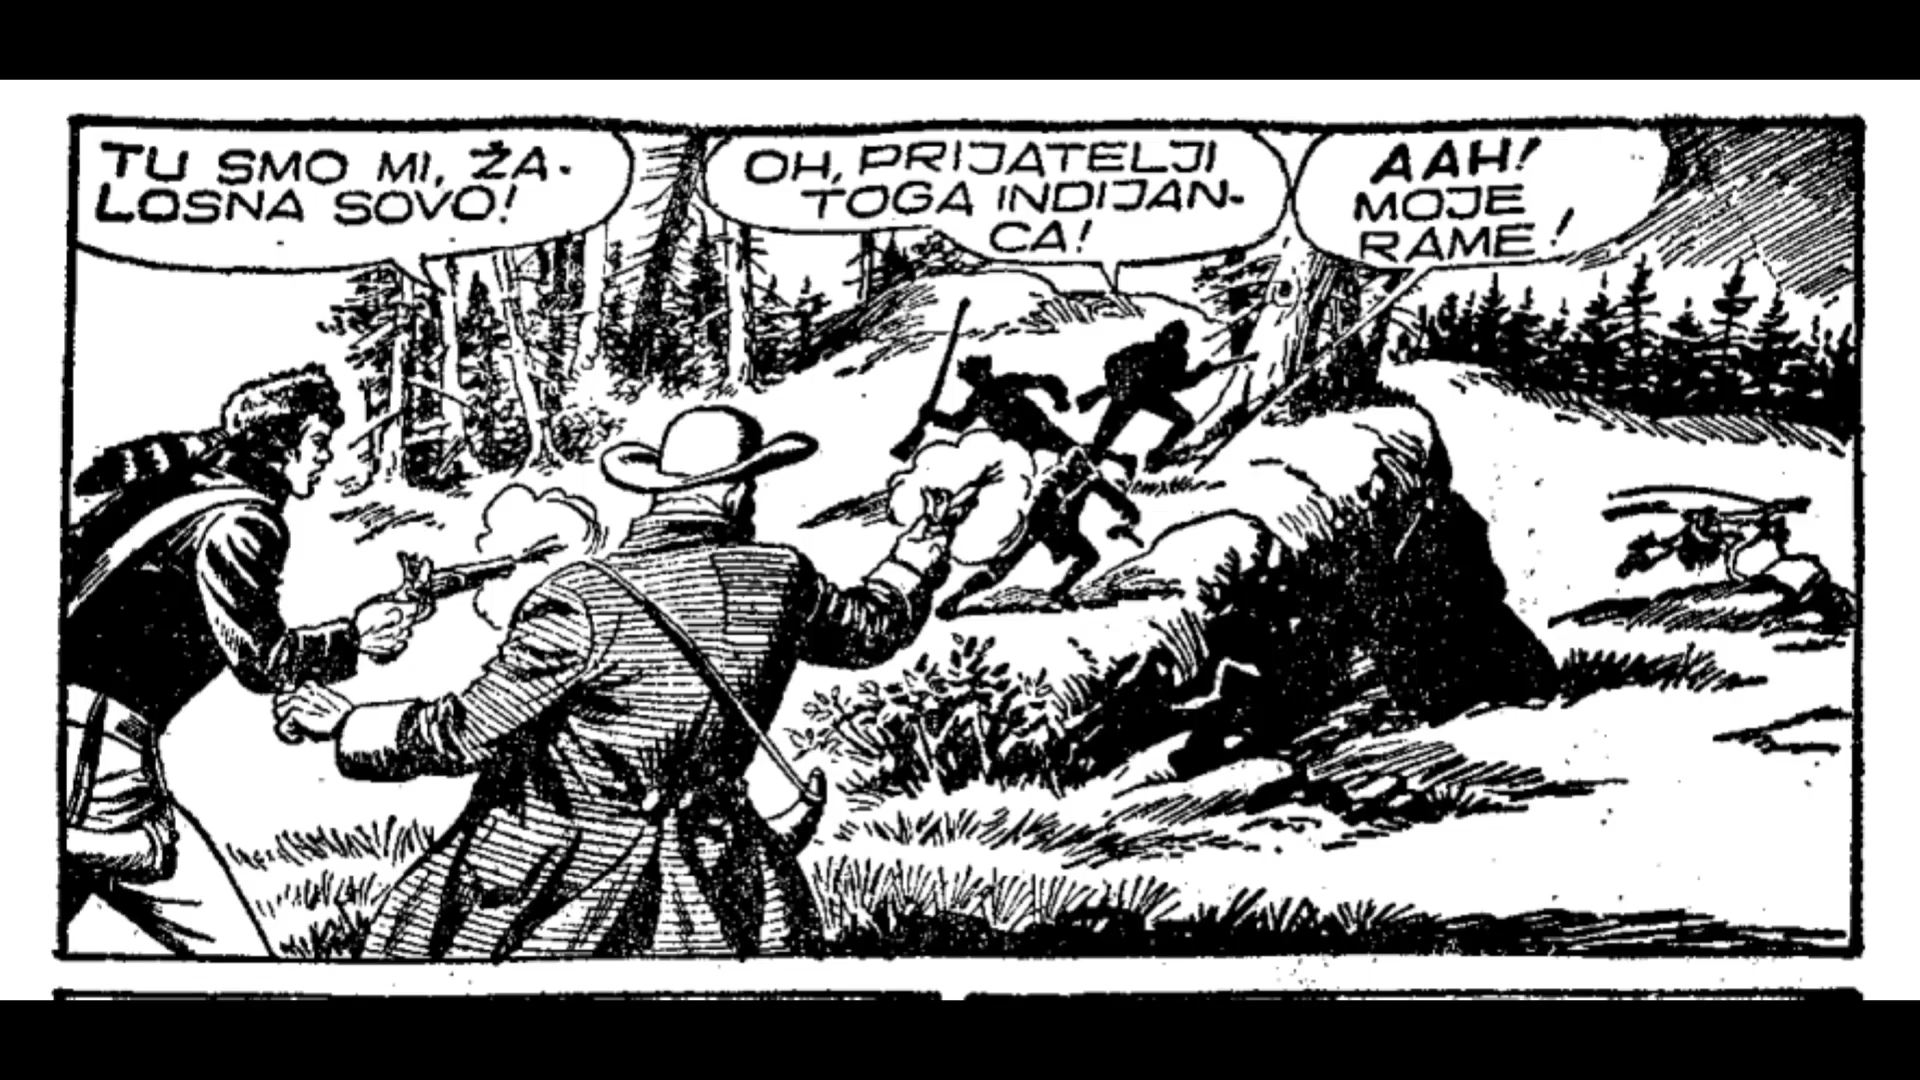 TU SMO MI, ŽA-
LOSNA SOVO!
OH, PRIJATELJI
TOGA INDIJAN-
CA!
AAH!
MOJE
RAME!